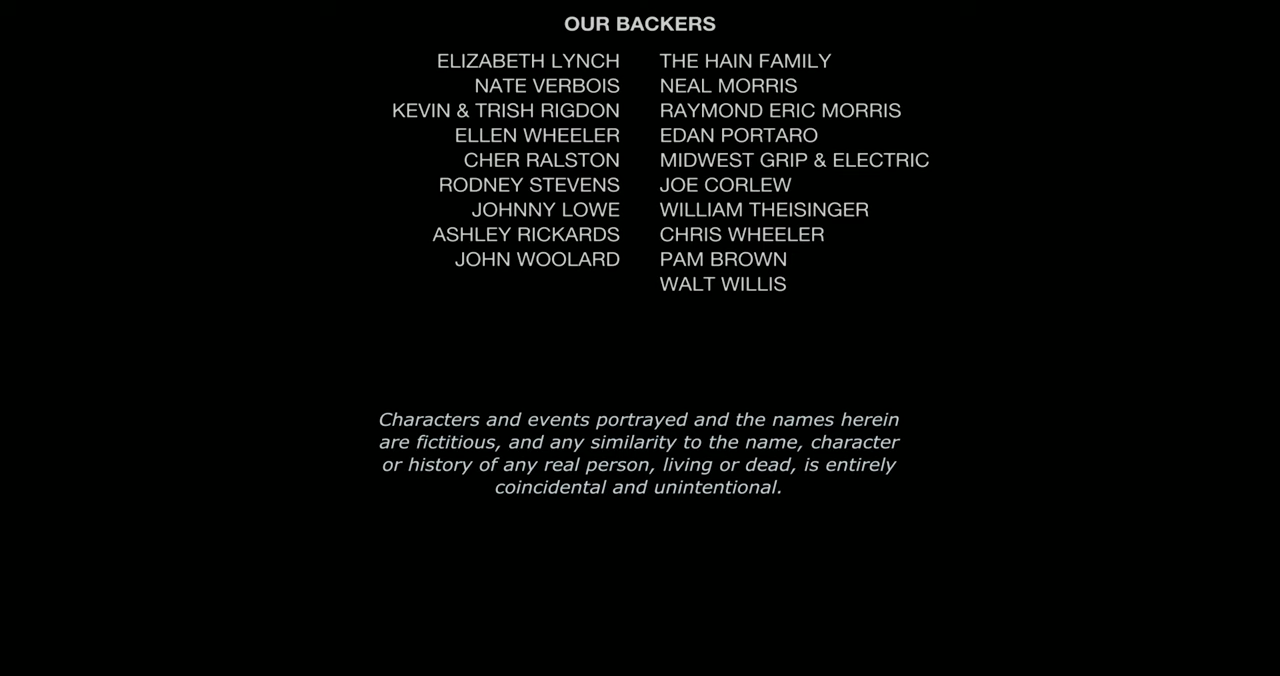 OUR BACKERS
ELIZABETH LYNCH THE HAIN FAMILY
NATE VERBOIS NEAL MORRIS
KEVIN & TRISH RIGDON RAYMOND ERIC MORRIS
ELLEN WHEELER EDAN PORTARO
CHER RALSTON MIDWEST GRIP & ELECTRIC
RODNEY STEVENS JOE CORLEW
JOHNNY LOWE WILLIAM THEISINGER
ASHLEY RICKARDS CHRIS WHEELER
JOHN WOOLARD PAM BROWN
WALT WILLIS
Characters and events portrayed and the names herein
are fictitious, and any similarity to the name, character
or history of any real person, living or dead, is entirely
coincidental and unintentional.